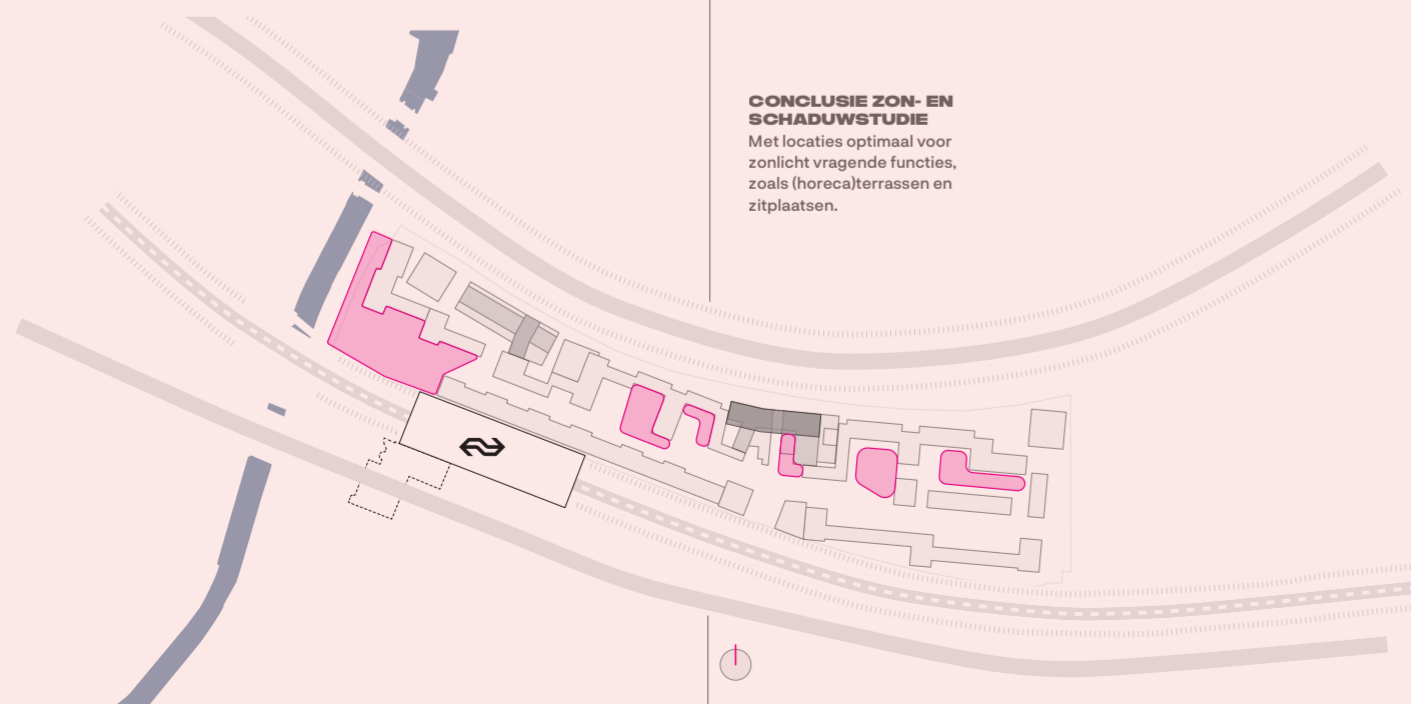 CONCLUSIE ZON- EN
SCHADUWSTUDIE
Met locaties optimaal voor
zonlicht vragende functies,
zoals (horeca)terrassen en
zitplaatsen.